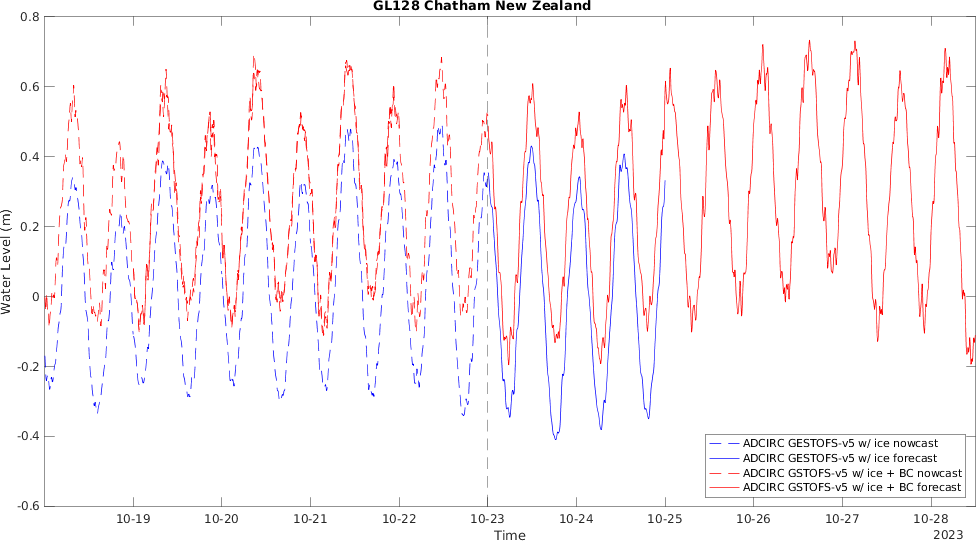 GL128 Chatham New Zealand
0.8
0.6
0.4
0.2
0
-0.2
-0.4
-0.6
Water Level (m)
ADCIRC GESTOFS-v5 w/ ice nowcast
ADCIRC GESTOFS-v5 w/ ice forecast
ADCIRC GSTOFS-v5 w/ ice + BC nowcast
ADCIRC GSTOFS-v5 w/ ice + BC forecast
10-19 10-20 10-21 10-22 10-23 10-24 10-25 10-26 10-27 10-28
Time 2023